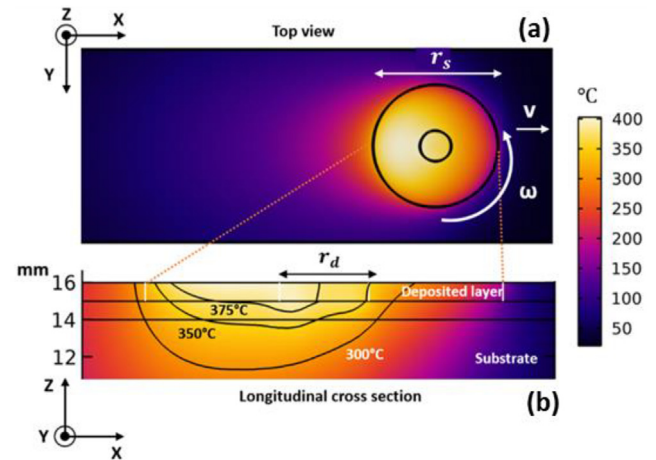 Z
X
Y
Top view
(a)
r_s
°C
v
ω
400
350
300
250
200
150
100
50
mm
r_d
16
Deposited layer
375°C
14
350°C
300°C
12
Substrate
Z
Y
X
Longitudinal cross section
(b)